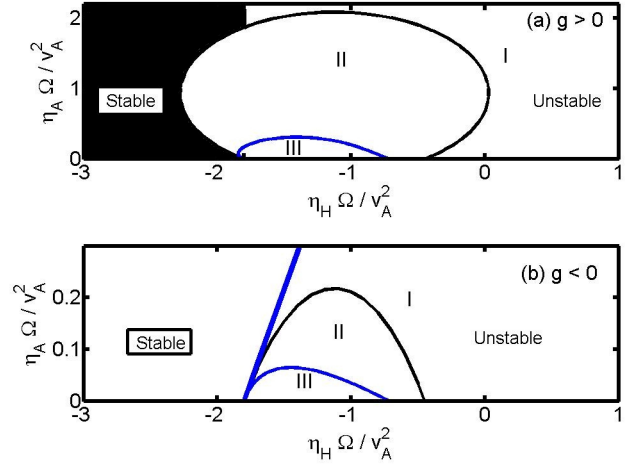 2
1
0
η_A Ω / v_A^2
(a) g > 0
I
II
III
Stable
Unstable
-3
-2
-1
0
1
η_H Ω / v_A^2
0.2
0.1
0
η_A Ω / v_A^2
(b) g < 0
I
II
III
Stable
Unstable
-3
-2
-1
0
1
η_H Ω / v_A^2